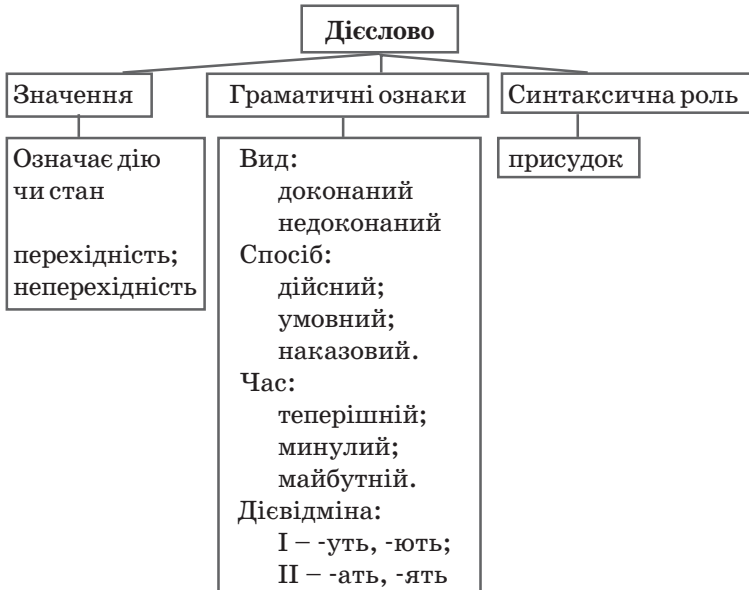 Дієслово
Значення
Граматичні ознаки
Синтаксична роль
Означає дію
чи стан
перехідність;
неперехідність
Вид:
доконаний
недоконаний
Спосіб:
дійсний;
умовний;
наказовий.
Час:
теперішній;
минулий;
майбутній.
Дієвідміна:
І – -уть, -ють;
ІІ – -ать, -ять
присудок